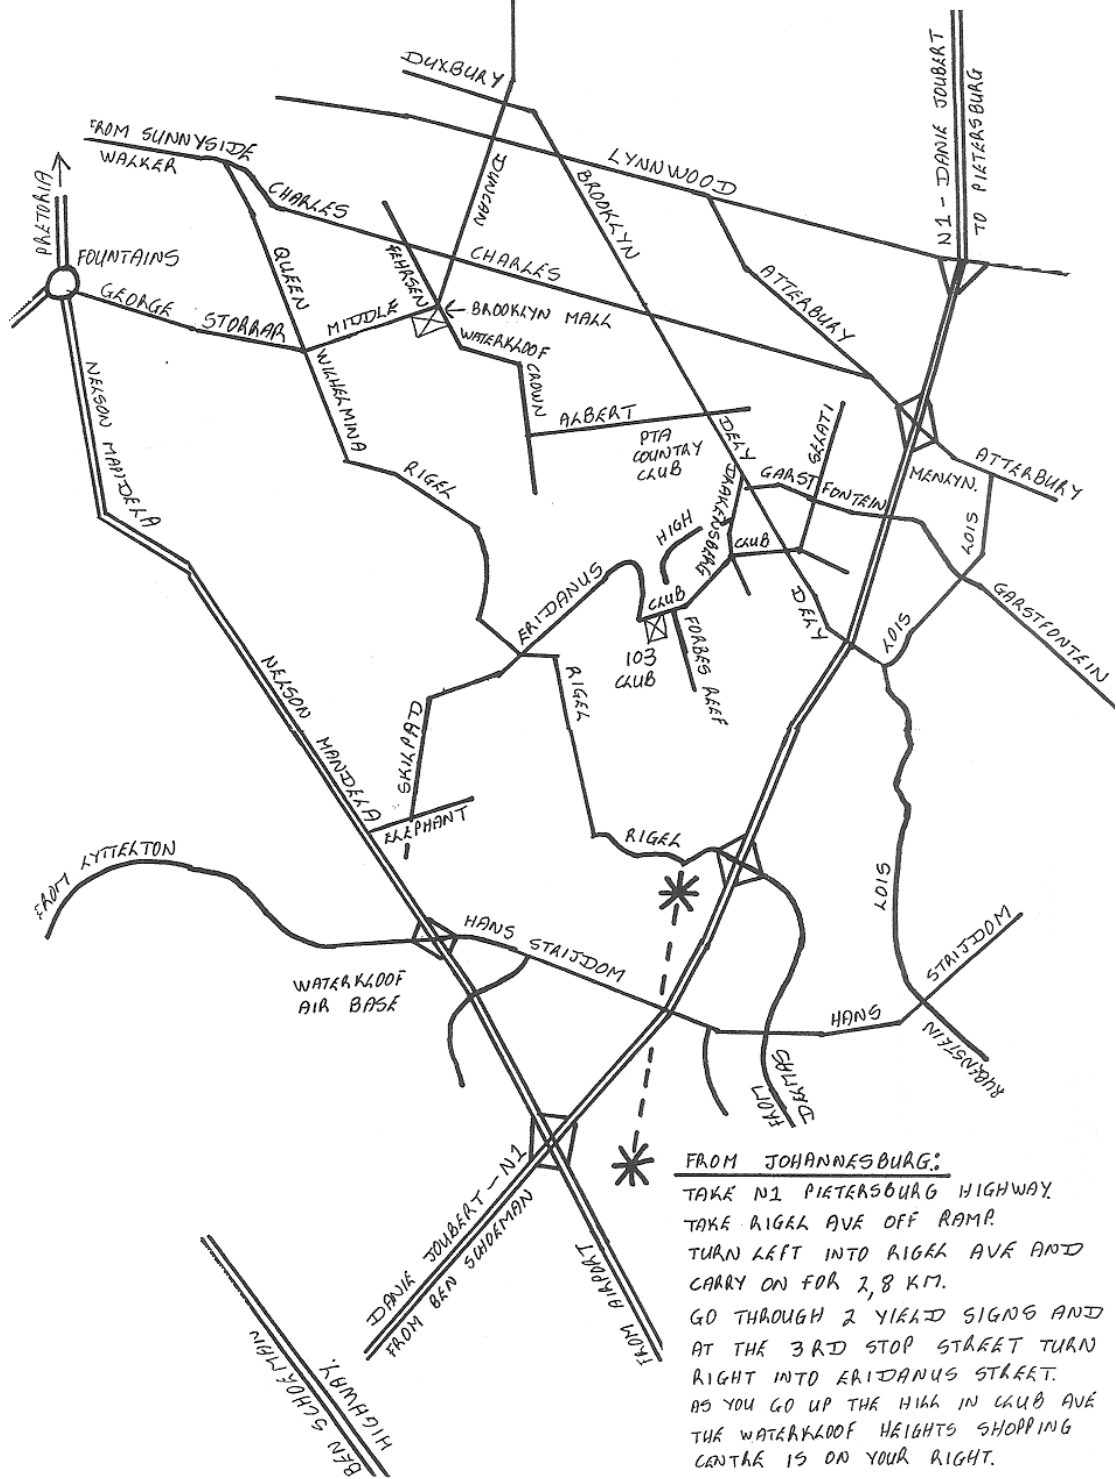 DUXBURY
N1 - DANIE JOUBERT
TO PIETERSBURG
FROM SUNNYSIDE
WALKER
LYNNWOOD
DUNCAN
BROOKLYN
PRETORIA
CHARLES
FOUNTAINS
QUEEN
FEHRSEN
CHARLES
ATTERBURY
GEORGE STORRAR
MIDDLE
BROOKLYN MALL
WATERKLOOF
NELSON MANDELA
WILHELMINA
CROWN
ALBERT
PTA
COUNTRY
CLUB
DELY
SELATI
RIGEL
DRAKENSBERG
GARSTFONTEIN
MENLYN.
ATTERBURY
LOIS
HIGH
CLUB
ERIDANUS
CLUB
DELY
LOIS
GARSTFONTEIN
FORBES REEF
103
CLUB
NELSON MANDELA
RIGEL
SKILPAD
ELEPHANT
RIGEL
FROM LYTTELTON
LOIS
HANS STRIJDOM
WATERKLOOF
AIR BASE
HANS STRIJDOM
RUBENSTEIN
FROM
DELMAS
DANIE JOUBERT - N1
FROM BEN SCHOEMAN
FROM AIRPORT
BEN SCHOEMAN
HIGHWAY.
FROM JOHANNESBURG:
TAKE N1 PIETERSBURG HIGHWAY
TAKE RIGEL AVE OFF RAMP.
TURN LEFT INTO RIGEL AVE AND
CARRY ON FOR 2,8 KM.
GO THROUGH 2 YIELD SIGNS AND
AT THE 3RD STOP STREET TURN
RIGHT INTO ERIDANUS STREET.
AS YOU GO UP THE HILL IN CLUB AVE
THE WATERKLOOF HEIGHTS SHOPPING
CENTRE IS ON YOUR RIGHT.